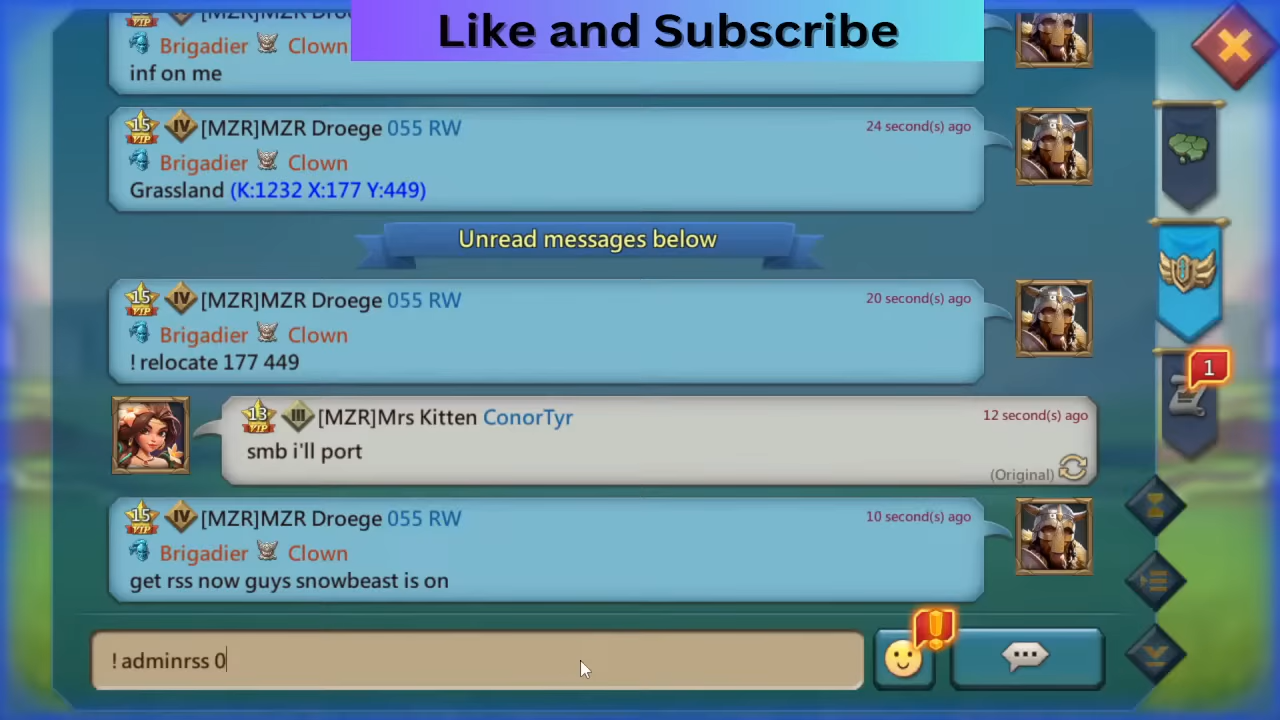 Like and Subscribe
VIP [MZR]MZR Droege
Brigadier Clown
inf on me
15 VIP IV [MZR]MZR Droege 055 RW 24 second(s) ago
Brigadier Clown
Grassland (K:1232 X:177 Y:449)
Unread messages below
15 VIP IV [MZR]MZR Droege 055 RW 20 second(s) ago
Brigadier Clown
!relocate 177 449
1
13 VIP III [MZR]Mrs Kitten ConorTyr 12 second(s) ago
smb i'll port
(Original)
15 VIP IV [MZR]MZR Droege 055 RW 10 second(s) ago
Brigadier Clown
get rss now guys snowbeast is on
!adminrss 0